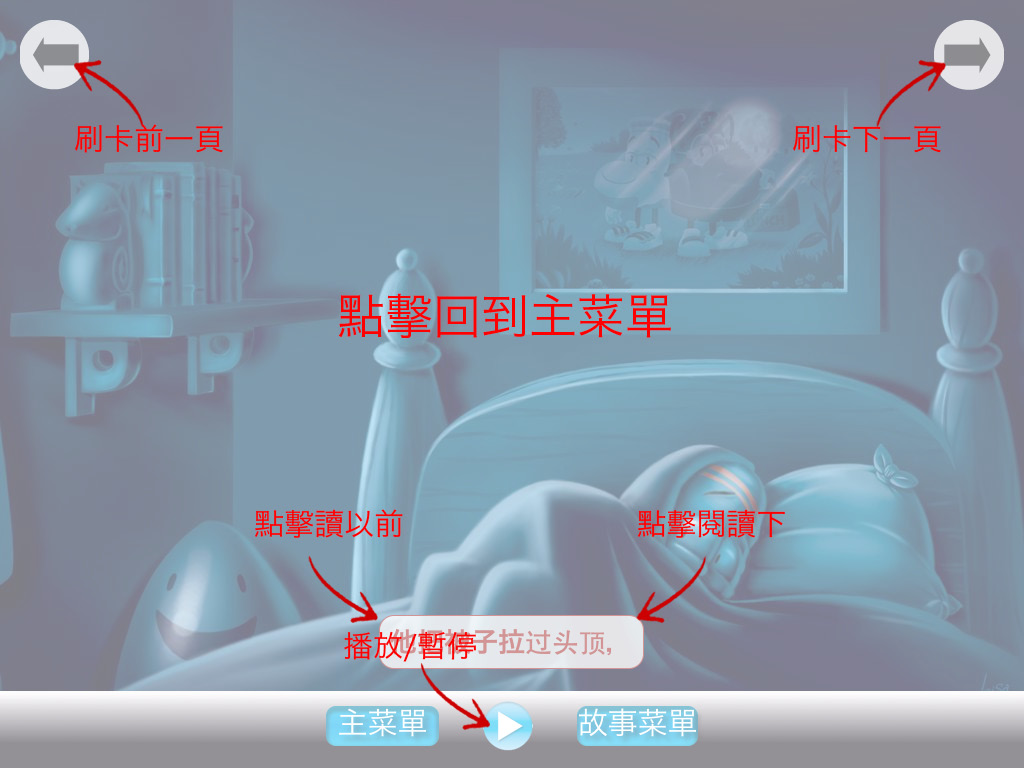 刷卡前一頁
刷卡下一頁
點擊回到主菜單
點擊讀以前
點擊閱讀下
子拉过头顶,
播放/暫停
主菜單
故事菜單